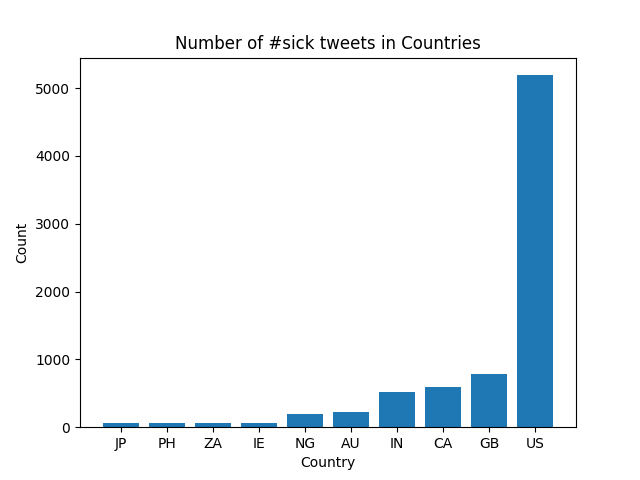 Number of #sick tweets in Countries
5000
4000
3000
2000
1000
0
Count
JP PH ZA IE NG AU IN CA GB US
Country